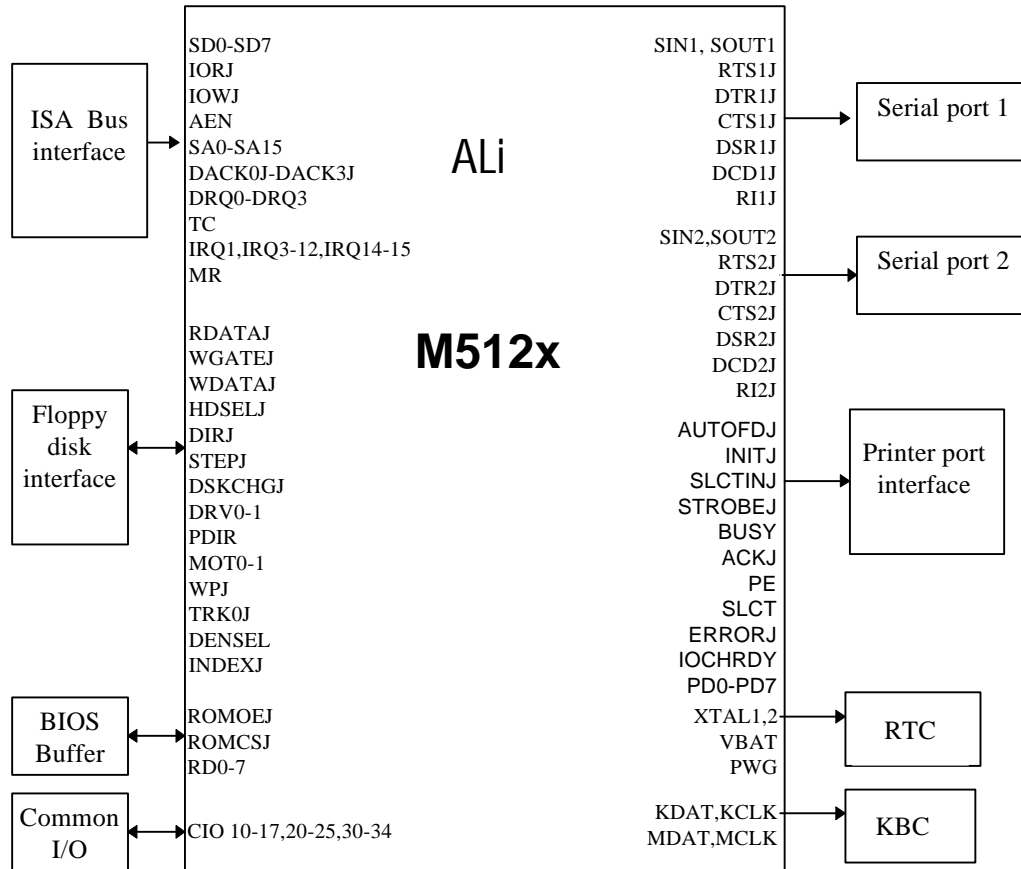 ISA Bus
interface
SD0-SD7
IORJ
IOWJ
AEN
SA0-SA15
DACK0J-DACK3J
DRQ0-DRQ3
TC
IRQ1,IRQ3-12,IRQ14-15
MR
Floppy
disk
interface
RDATAJ
WGATEJ
WDATAJ
HDSELJ
DIRJ
STEPJ
DSKCHGJ
DRV0-1
PDIR
MOT0-1
WPJ
TRK0J
DENSEL
INDEXJ
BIOS
Buffer
ROMOEJ
ROMCSJ
RD0-7
Common
I/O
CIO 10-17,20-25,30-34
ALi
M512x
SIN1, SOUT1
RTS1J
DTR1J
CTS1J
DSR1J
DCD1J
RI1J
Serial port 1
SIN2,SOUT2
RTS2J
DTR2J
CTS2J
DSR2J
DCD2J
RI2J
Serial port 2
AUTOFDJ
INITJ
SLCTINJ
STROBEJ
BUSY
ACKJ
PE
SLCT
ERRORJ
IOCHRDY
PD0-PD7
Printer port
interface
XTAL1,2
VBAT
PWG
RTC
KDAT,KCLK
MDAT,MCLK
KBC